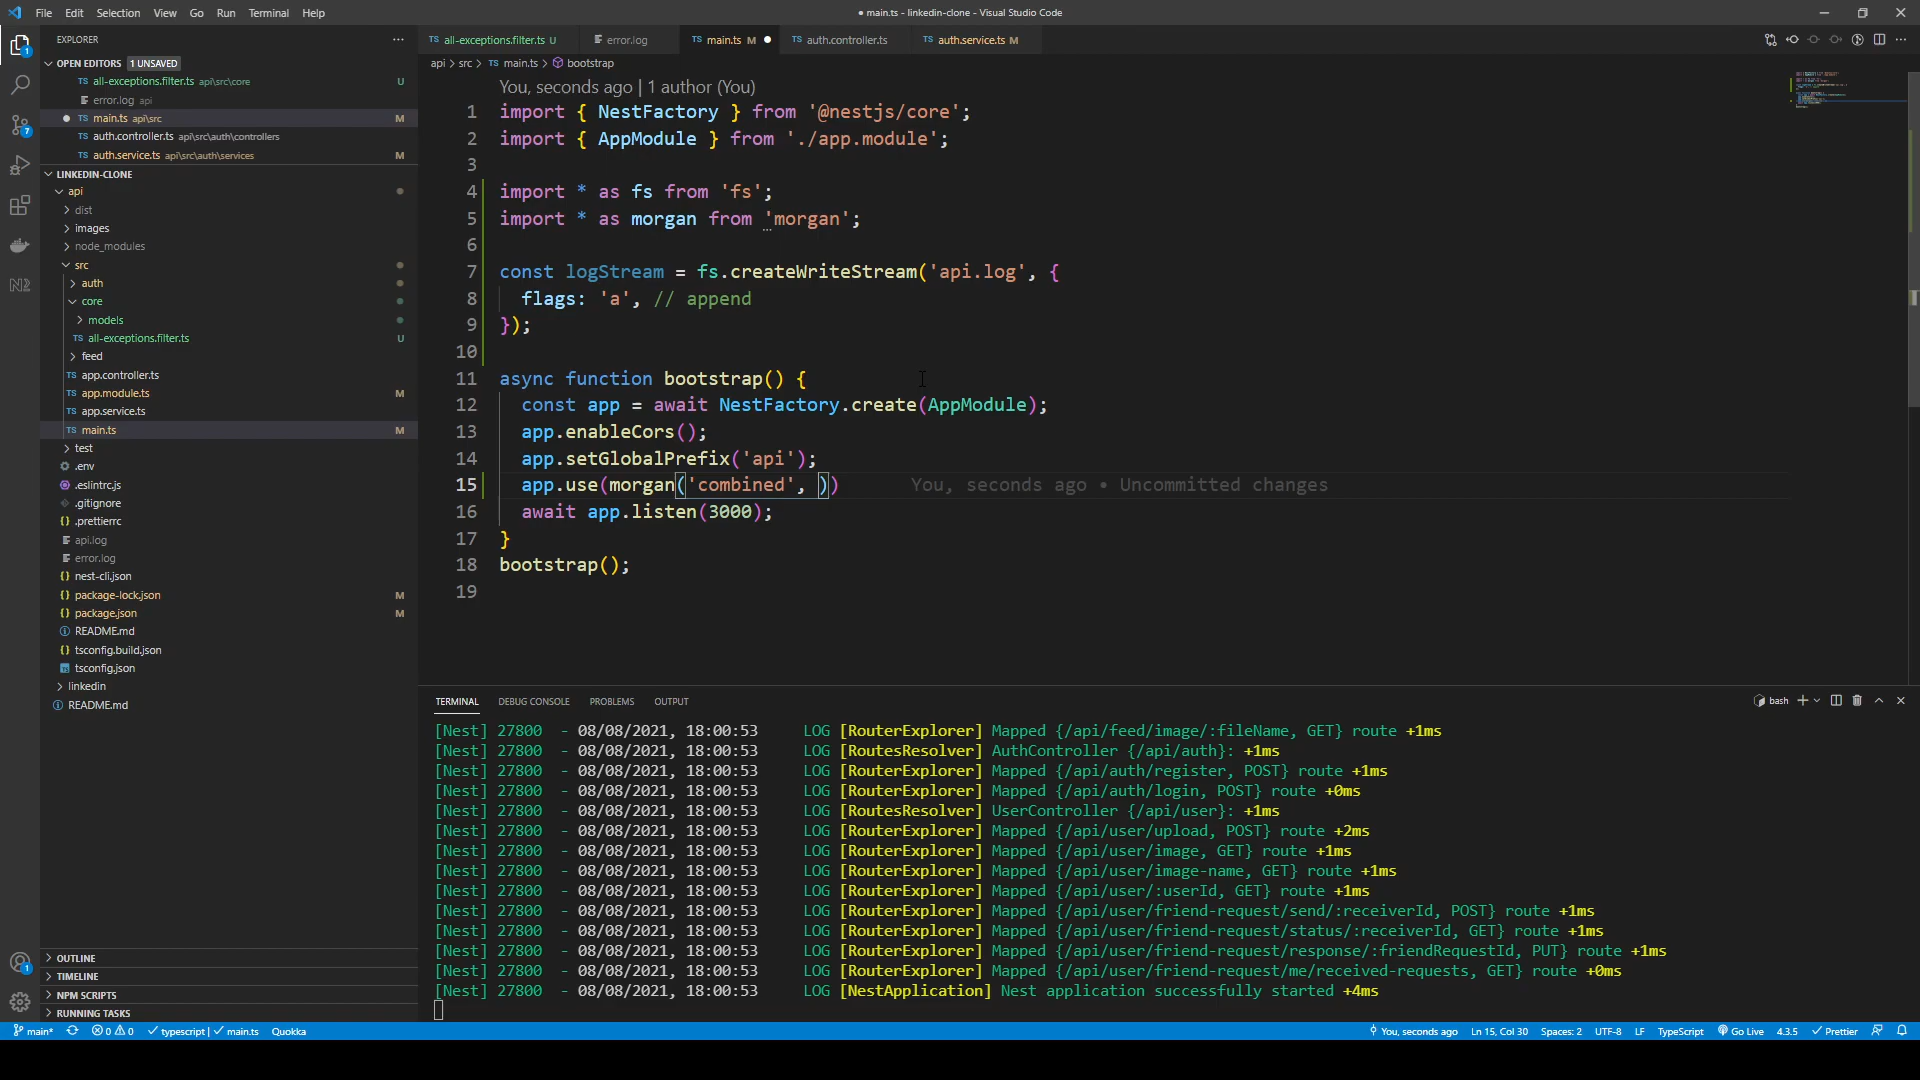 File Edit Selection View Go Run Terminal Help
● main.ts - linkedin-clone - Visual Studio Code
EXPLORER
OPEN EDITORS 1 UNSAVED
TS all-exceptions.filter.ts api\src\core U
error.log api
● TS main.ts api\src M
TS auth.controller.ts api\src\auth\controllers
TS auth.service.ts api\src\auth\services M
LINKEDIN-CLONE
api
dist
images
node_modules
src
auth
core
models
TS all-exceptions.filter.ts U
feed
TS app.controller.ts
TS app.module.ts M
TS app.service.ts
TS main.ts M
test
.env
.eslintrc.js
.gitignore
{} .prettierrc
api.log
error.log
{} nest-cli.json
{} package-lock.json M
{} package.json M
README.md
{} tsconfig.build.json
tsconfig.json
linkedin
README.md
OUTLINE
TIMELINE
NPM SCRIPTS
RUNNING TASKS
TS all-exceptions.filter.ts U error.log TS main.ts M ● TS auth.controller.ts TS auth.service.ts M
api > src > TS main.ts > bootstrap
You, seconds ago | 1 author (You)
1 import { NestFactory } from '@nestjs/core';
2 import { AppModule } from './app.module';
3
4 import * as fs from 'fs';
5 import * as morgan from 'morgan';
6
7 const logStream = fs.createWriteStream('api.log', {
8 flags: 'a', // append
9 });
10
11 async function bootstrap() {
12 const app = await NestFactory.create(AppModule);
13 app.enableCors();
14 app.setGlobalPrefix('api');
15 app.use(morgan('combined', )) You, seconds ago • Uncommitted changes
16 await app.listen(3000);
17 }
18 bootstrap();
19
TERMINAL DEBUG CONSOLE PROBLEMS OUTPUT
bash
[Nest] 27800 - 08/08/2021, 18:00:53 LOG [RouterExplorer] Mapped {/api/feed/image/:fileName, GET} route +1ms
[Nest] 27800 - 08/08/2021, 18:00:53 LOG [RoutesResolver] AuthController {/api/auth}: +1ms
[Nest] 27800 - 08/08/2021, 18:00:53 LOG [RouterExplorer] Mapped {/api/auth/register, POST} route +1ms
[Nest] 27800 - 08/08/2021, 18:00:53 LOG [RouterExplorer] Mapped {/api/auth/login, POST} route +0ms
[Nest] 27800 - 08/08/2021, 18:00:53 LOG [RoutesResolver] UserController {/api/user}: +1ms
[Nest] 27800 - 08/08/2021, 18:00:53 LOG [RouterExplorer] Mapped {/api/user/upload, POST} route +2ms
[Nest] 27800 - 08/08/2021, 18:00:53 LOG [RouterExplorer] Mapped {/api/user/image, GET} route +1ms
[Nest] 27800 - 08/08/2021, 18:00:53 LOG [RouterExplorer] Mapped {/api/user/image-name, GET} route +1ms
[Nest] 27800 - 08/08/2021, 18:00:53 LOG [RouterExplorer] Mapped {/api/user/:userId, GET} route +1ms
[Nest] 27800 - 08/08/2021, 18:00:53 LOG [RouterExplorer] Mapped {/api/user/friend-request/send/:receiverId, POST} route +1ms
[Nest] 27800 - 08/08/2021, 18:00:53 LOG [RouterExplorer] Mapped {/api/user/friend-request/status/:receiverId, GET} route +1ms
[Nest] 27800 - 08/08/2021, 18:00:53 LOG [RouterExplorer] Mapped {/api/user/friend-request/response/:friendRequestId, PUT} route +1ms
[Nest] 27800 - 08/08/2021, 18:00:53 LOG [RouterExplorer] Mapped {/api/user/friend-request/me/received-requests, GET} route +0ms
[Nest] 27800 - 08/08/2021, 18:00:53 LOG [NestApplication] Nest application successfully started +4ms
main* 0 0 typescript | main.ts Quokka You, seconds ago Ln 15, Col 30 Spaces: 2 UTF-8 LF TypeScript Go Live 4.3.5 Prettier